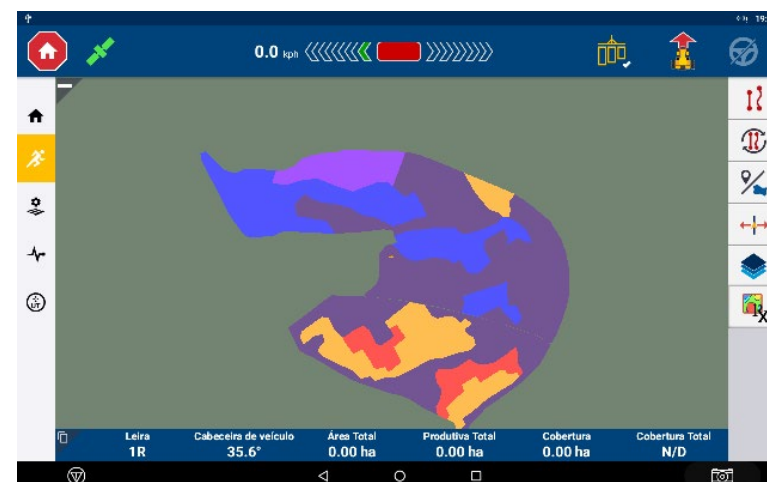 0.0 kph
UT
Leira
1R
Cabeceira de veículo
35.6°
Área Total
0.00 ha
Produtiva Total
0.00 ha
Cobertura
0.00 ha
Cobertura Total
N/D